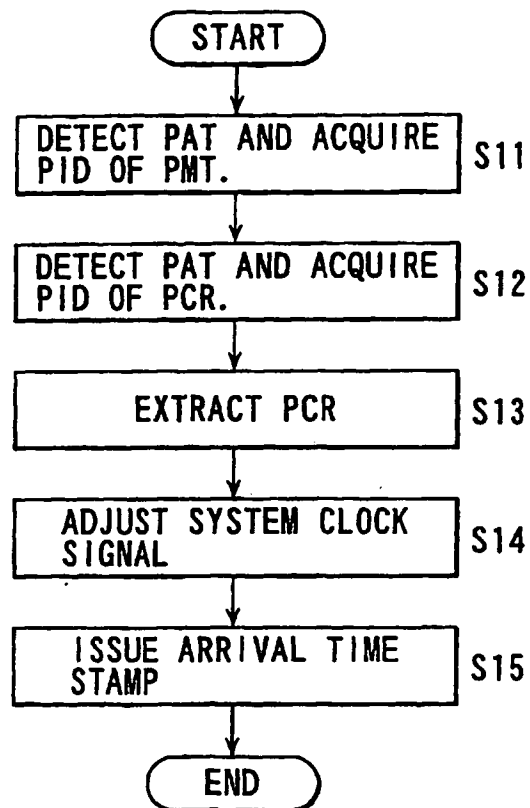 START
DETECT PAT AND ACQUIRE
PID OF PMT.
S11
DETECT PAT AND ACQUIRE
PID OF PCR.
S12
EXTRACT PCR
S13
ADJUST SYSTEM CLOCK
SIGNAL
S14
ISSUE ARRIVAL TIME
STAMP
S15
END